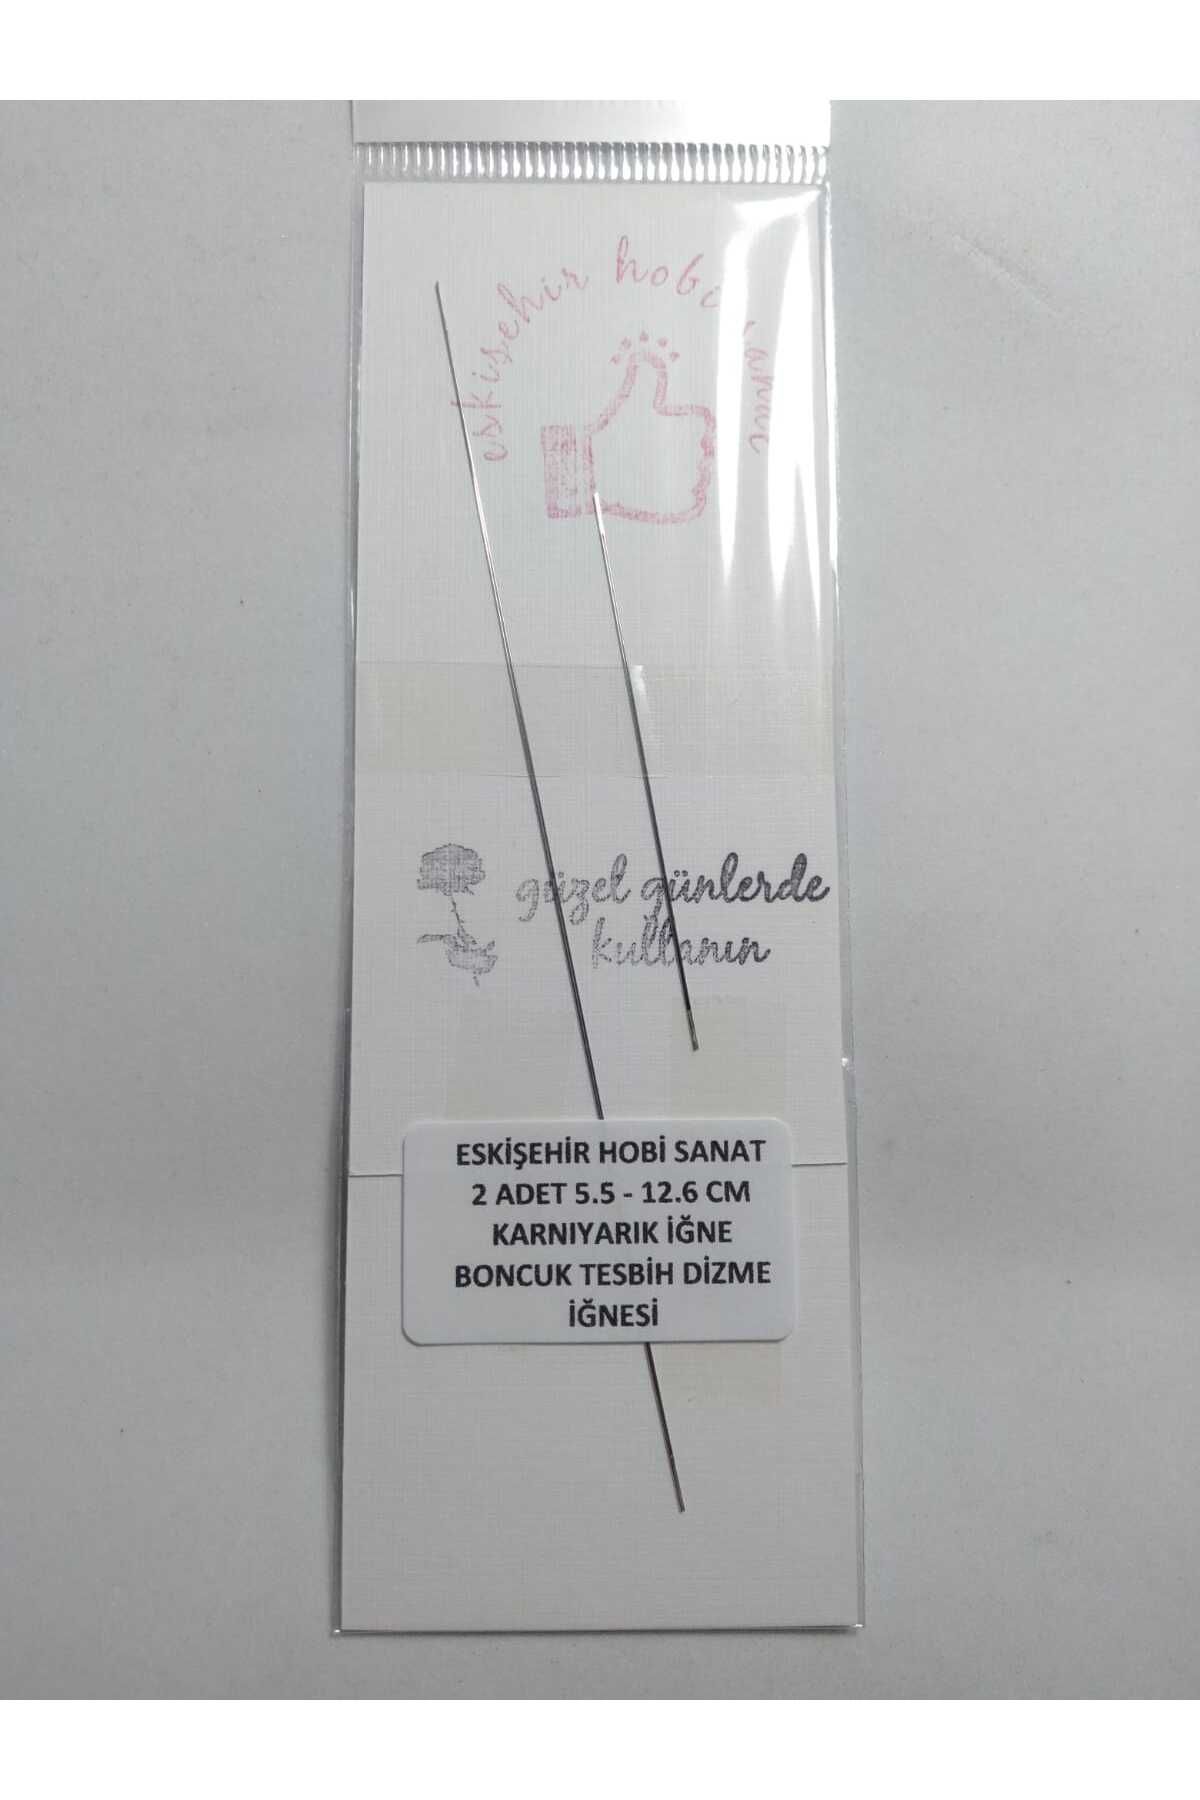 eskişehir hobi sanat
güzel günlerde
kullanın
ESKİŞEHİR HOBİ SANAT
2 ADET 5.5 - 12.6 CM
KARNIYARIK İĞNE
BONCUK TESBİH DİZME
İĞNESİ